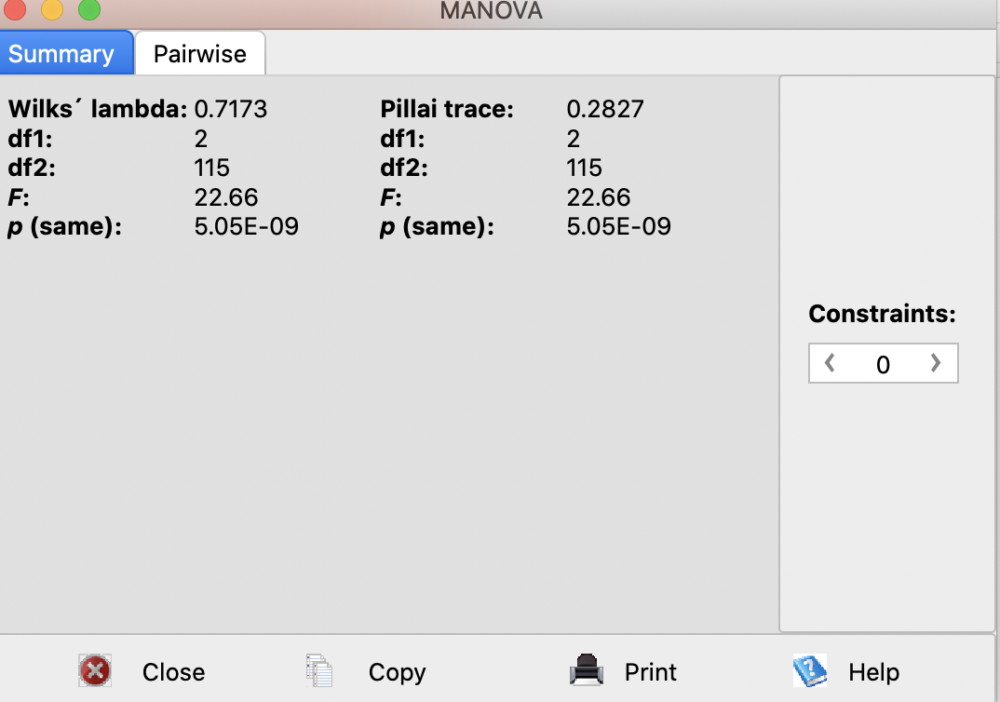 MANOVA
Summary Pairwise
Wilks´ lambda: 0.7173 Pillai trace: 0.2827
df1: 2 df1: 2
df2: 115 df2: 115
F: 22.66 F: 22.66
p (same): 5.05E-09 p (same): 5.05E-09
Constraints:
0
Close Copy Print Help